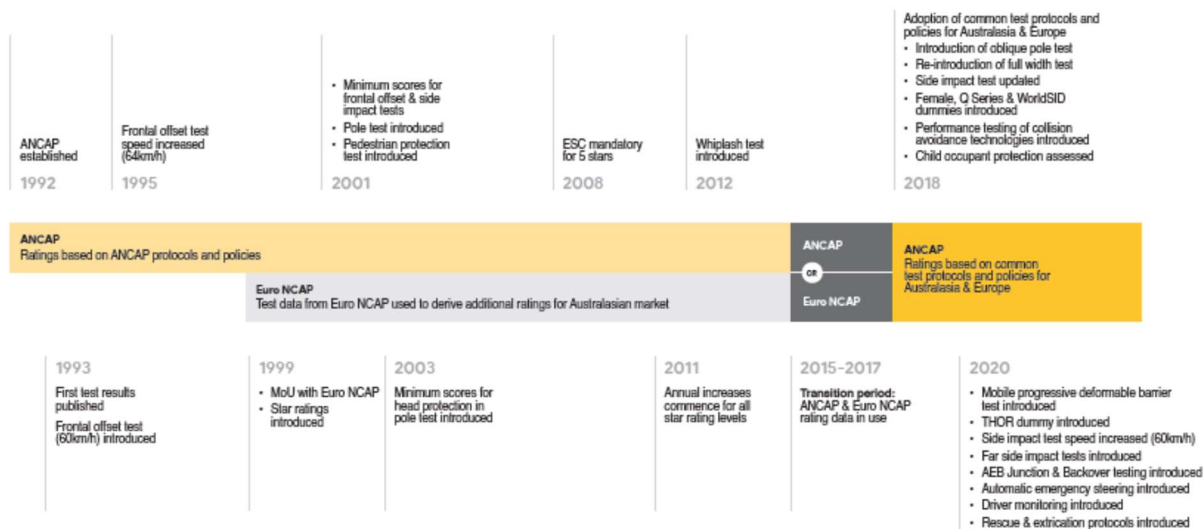 ANCAP
established
1992
Frontal offset test
speed increased
(64km/h)
1995
• Minimum scores for
frontal offset & side
impact tests
• Pole test introduced
• Pedestrian protection
test introduced
2001
ESC mandatory
for 5 stars
2008
Whiplash test
introduced
2012
Adoption of common test protocols and
policies for Australasia & Europe
• Introduction of oblique pole test
• Re-introduction of full width test
• Side impact test updated
• Female, Q Series & WorldSID
dummies introduced
• Performance testing of collision
avoidance technologies introduced
• Child occupant protection assessed
2018
ANCAP
Ratings based on ANCAP protocols and policies
Euro NCAP
Test data from Euro NCAP used to derive additional ratings for Australasian market
ANCAP
OR
Euro NCAP
ANCAP
Ratings based on common
test protocols and policies for
Australasia & Europe
1993
First test results
published
Frontal offset test
(60km/h) introduced
1999
• MoU with Euro NCAP
• Star ratings
introduced
2003
Minimum scores for
head protection in
pole test introduced
2011
Annual increases
commence for all
star rating levels
2015-2017
Transition period:
ANCAP & Euro NCAP
rating data in use
2020
• Mobile progressive deformable barrier
test introduced
• THOR dummy introduced
• Side impact test speed increased (60km/h)
• Far side impact tests introduced
• AEB Junction & Backover testing introduced
• Automatic emergency steering introduced
• Driver monitoring introduced
• Rescue & extrication protocols introduced